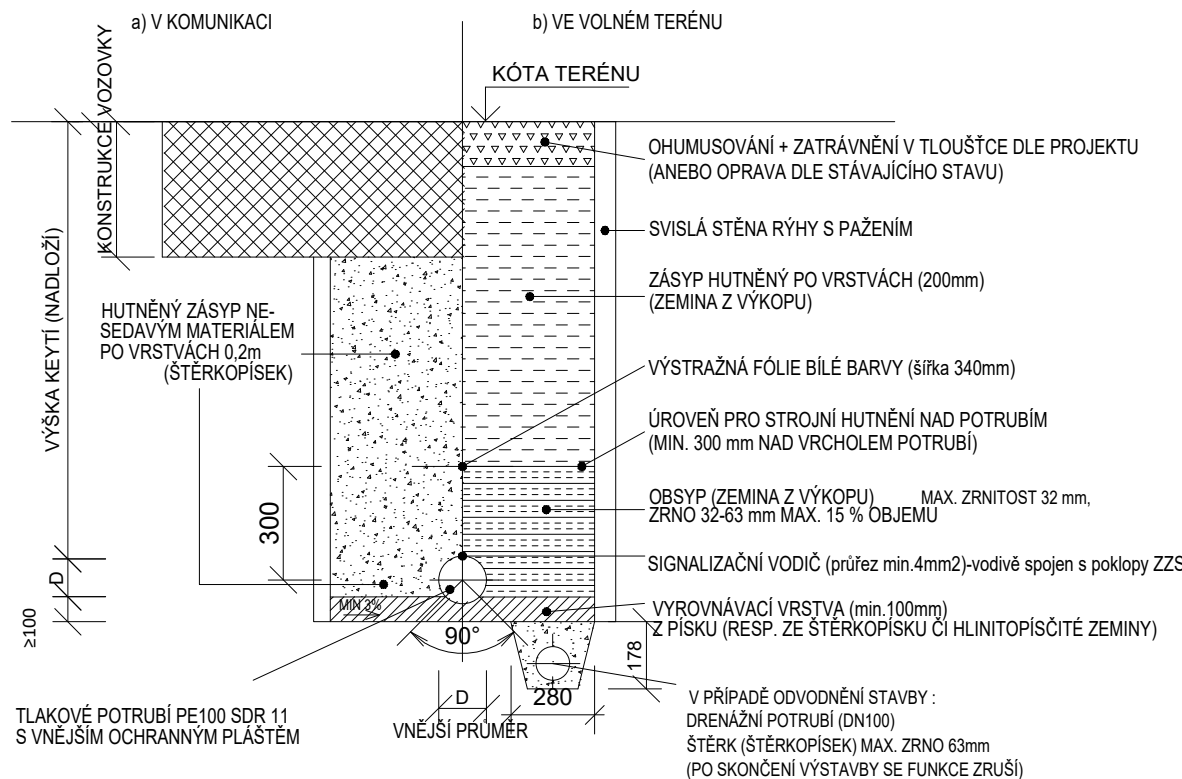 a) V KOMUNIKACI
b) VE VOLNÉM TERÉNU
KÓTA TERÉNU
KONSTRUKCE VOZOVKY
VÝŠKA KEYTÍ (NADLOŽÍ)
OHUMUSOVÁNÍ + ZATRÁVNĚNÍ V TLOUŠŤCE DLE PROJEKTU
(ANEBO OPRAVA DLE STÁVAJÍCÍHO STAVU)
SVISLÁ STĚNA RÝHY S PAŽENÍM
ZÁSYP HUTNĚNÝ PO VRSTVÁCH (200mm)
(ZEMINA Z VÝKOPU)
HUTNĚNÝ ZÁSYP NE-
SEDAVÝM MATERIÁLEM
PO VRSTVÁCH 0,2m
(ŠTĚRKOPÍSEK)
VÝSTRAŽNÁ FÓLIE BÍLÉ BARVY (šířka 340mm)
ÚROVEŇ PRO STROJNÍ HUTNĚNÍ NAD POTRUBÍM
(MIN. 300 mm NAD VRCHOLEM POTRUBÍ)
300
OBSYP (ZEMINA Z VÝKOPU) MAX. ZRNITOST 32 mm,
ZRNO 32-63 mm MAX. 15 % OBJEMU
SIGNALIZAČNÍ VODIČ (průřez min.4mm2)-vodivě spojen s poklopy ZZS
D
≥100
MIN 3%
90°
VYROVNÁVACÍ VRSTVA (min.100mm)
Z PÍSKU (RESP. ZE ŠTĚRKOPÍSKU ČI HLINITOPÍSČITÉ ZEMINY)
178
D
280
VNĚJŠÍ PRŮMĚR
TLAKOVÉ POTRUBÍ PE100 SDR 11
S VNĚJŠÍM OCHRANNÝM PLÁŠTĚM
V PŘÍPADĚ ODVODNĚNÍ STAVBY :
DRENÁŽNÍ POTRUBÍ (DN100)
ŠTĚRK (ŠTĚRKOPÍSEK) MAX. ZRNO 63mm
(PO SKONČENÍ VÝSTAVBY SE FUNKCE ZRUŠÍ)